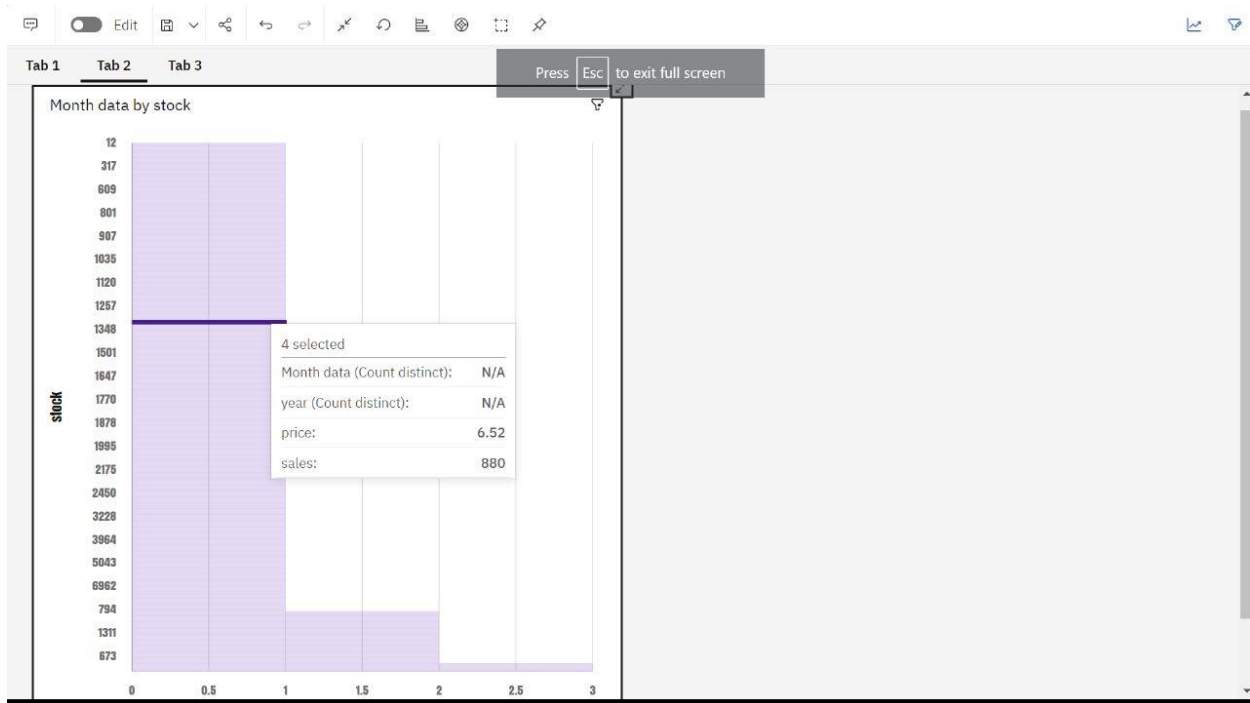 Edit
Tab 1 Tab 2 Tab 3
Press Esc to exit full screen
Month data by stock
12
317
609
801
907
1035
1120
1257
1348
1501
1647
1770
1878
1995
2175
2450
3228
3964
5043
6962
794
1311
673
stock
4 selected
Month data (Count distinct): N/A
year (Count distinct): N/A
price: 6.52
sales: 880
0 0.5 1 1.5 2 2.5 3